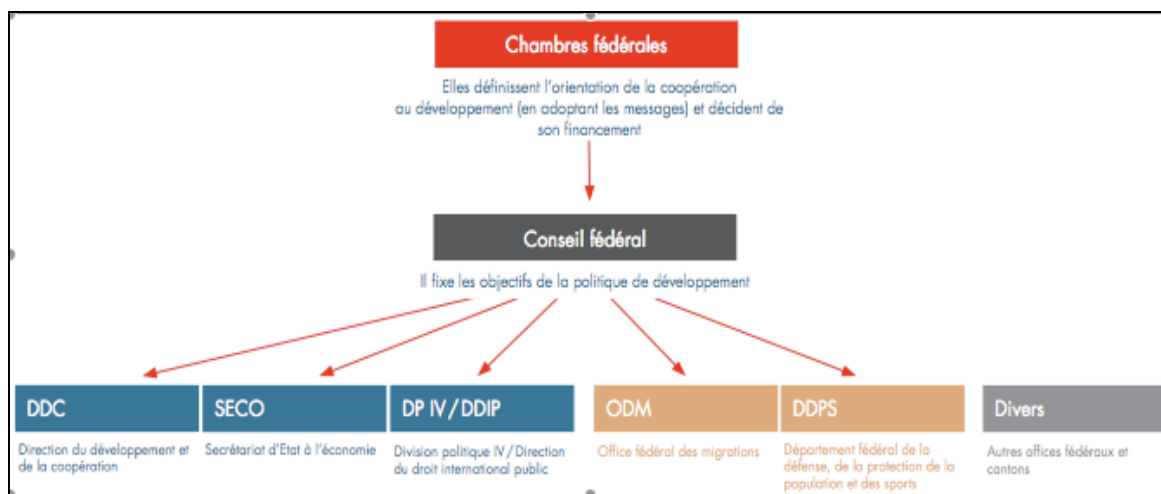 Chambres fédérales
Elles définissent l'orientation de la coopération
au développement (en adoptant les messages) et décident de
son financement
Conseil fédéral
Il fixe les objectifs de la politique de développement
DDC
Direction du développement et
de la coopération
SECO
Secrétariat d'Etat à l'économie
DP IV/DDIP
Division politique IV/Direction
du droit international public
ODM
Office fédéral des migrations
DDPS
Département fédéral de la
défense, de la protection de la
population et des sports
Divers
Autres offices fédéraux et
cantons